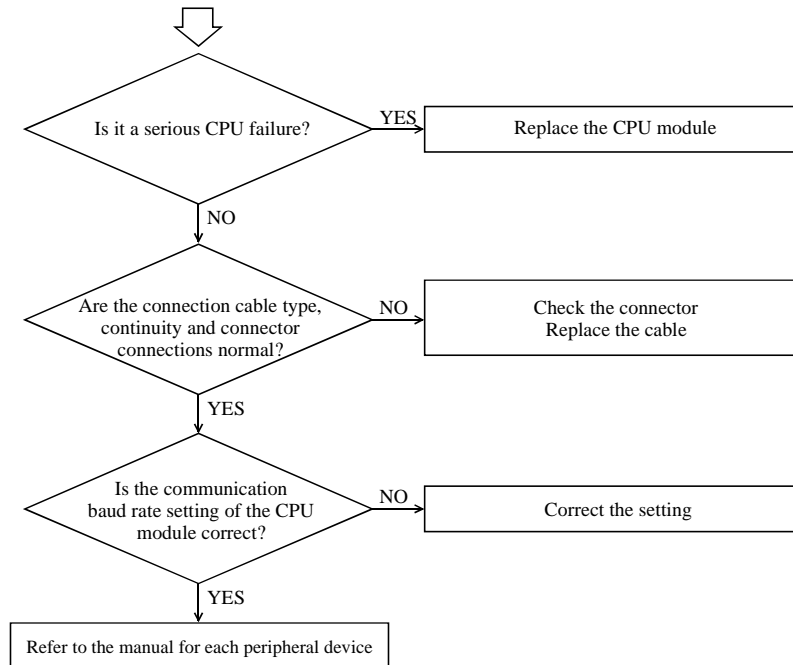 Is it a serious CPU failure?
YES
Replace the CPU module
NO
Are the connection cable type,
continuity and connector
connections normal?
NO
Check the connector
Replace the cable
YES
Is the communication
baud rate setting of the CPU
module correct?
NO
Correct the setting
YES
Refer to the manual for each peripheral device